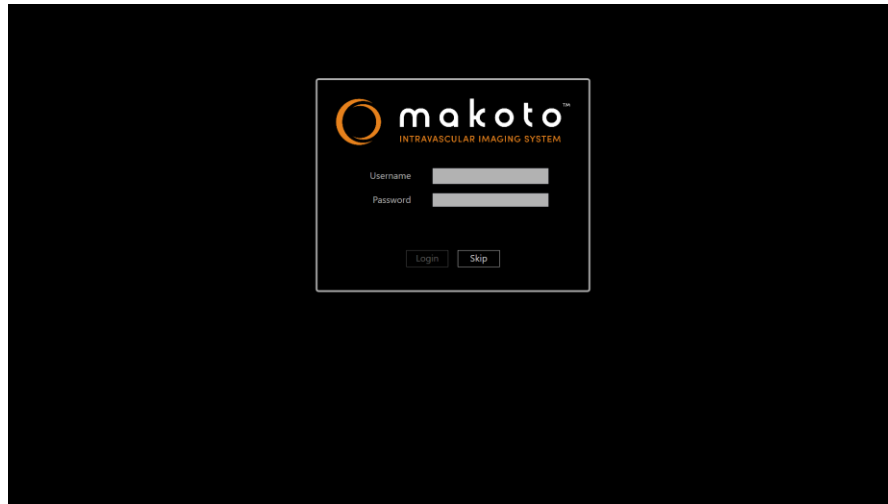 makoto™
INTRAVASCULAR IMAGING SYSTEM
Username
Password
Login Skip